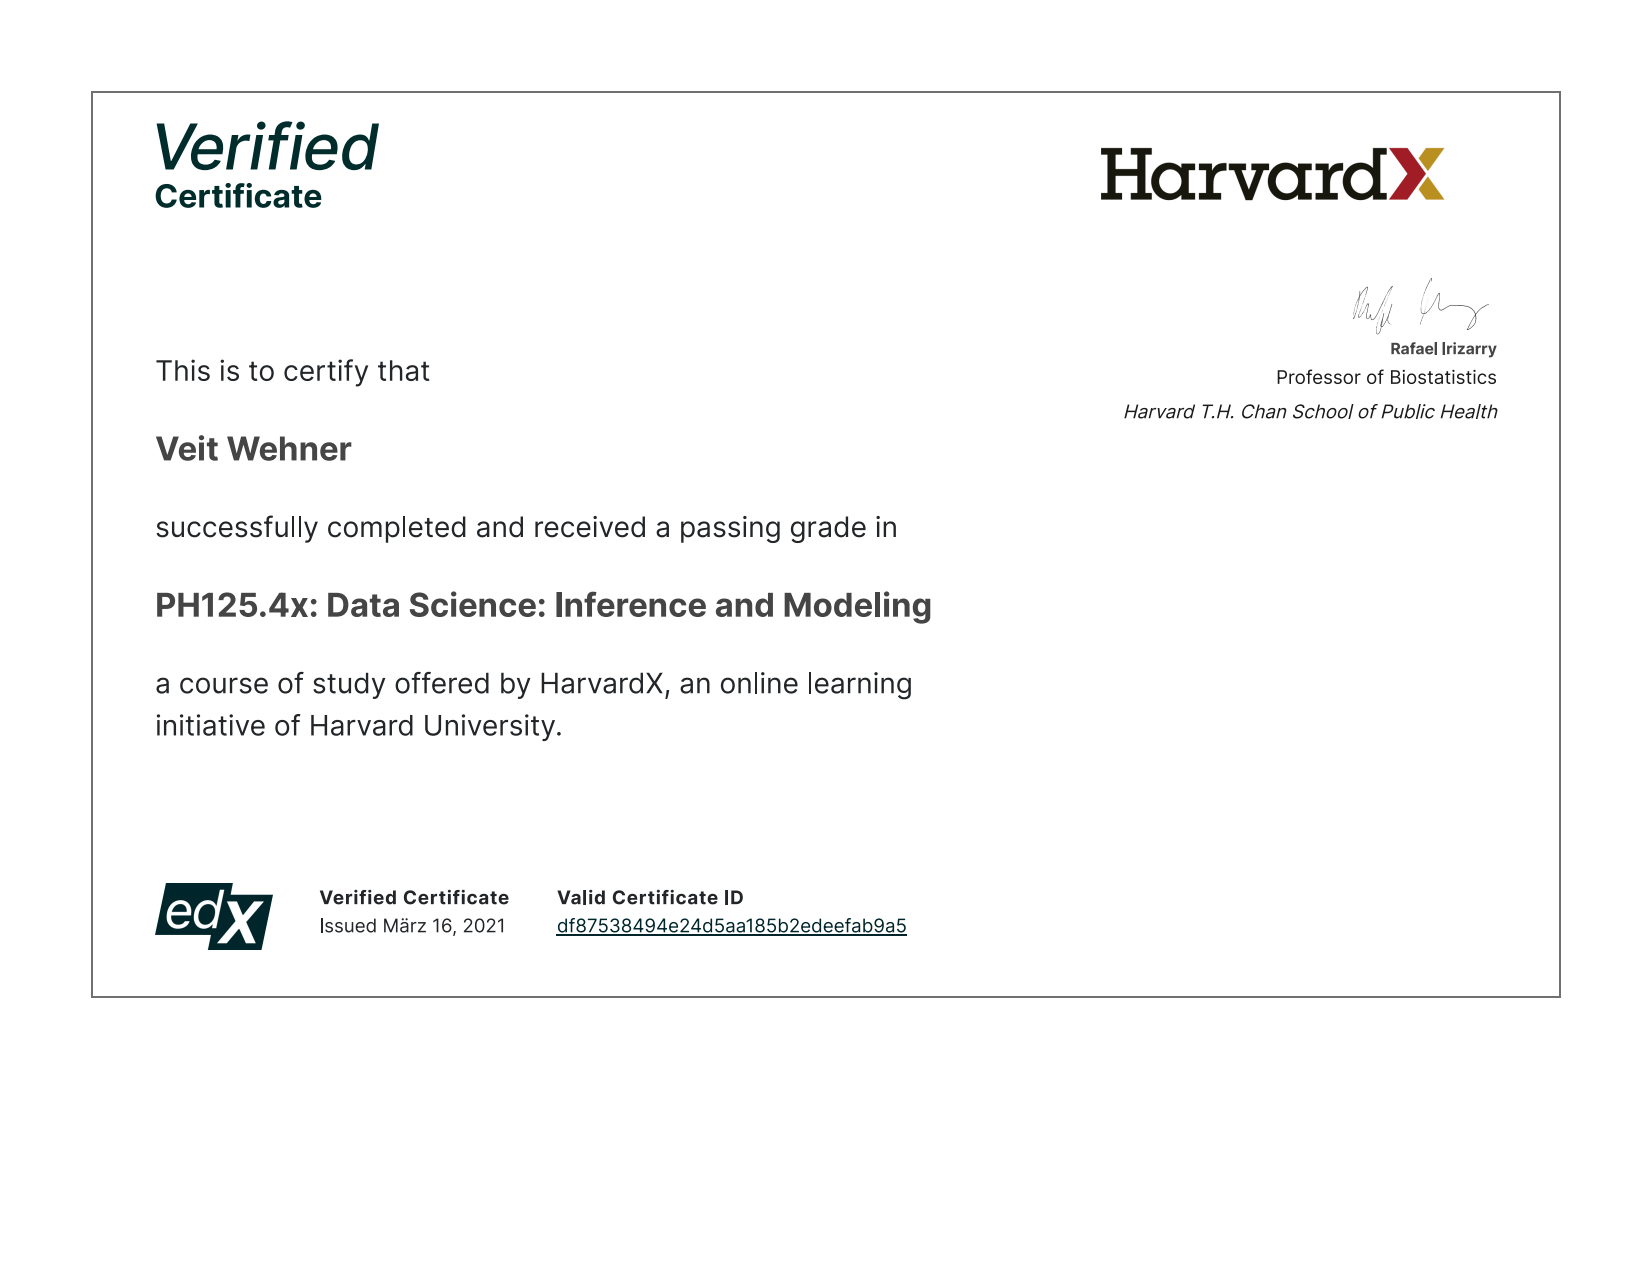 Verified
Certificate
HarvardX
Rafael Irizarry
Professor of Biostatistics
Harvard T.H. Chan School of Public Health
This is to certify that
Veit Wehner
successfully completed and received a passing grade in
PH125.4x: Data Science: Inference and Modeling
a course of study offered by HarvardX, an online learning
initiative of Harvard University.
edX
Verified Certificate
Issued März 16, 2021
Valid Certificate ID
df87538494e24d5aa185b2edeefab9a5